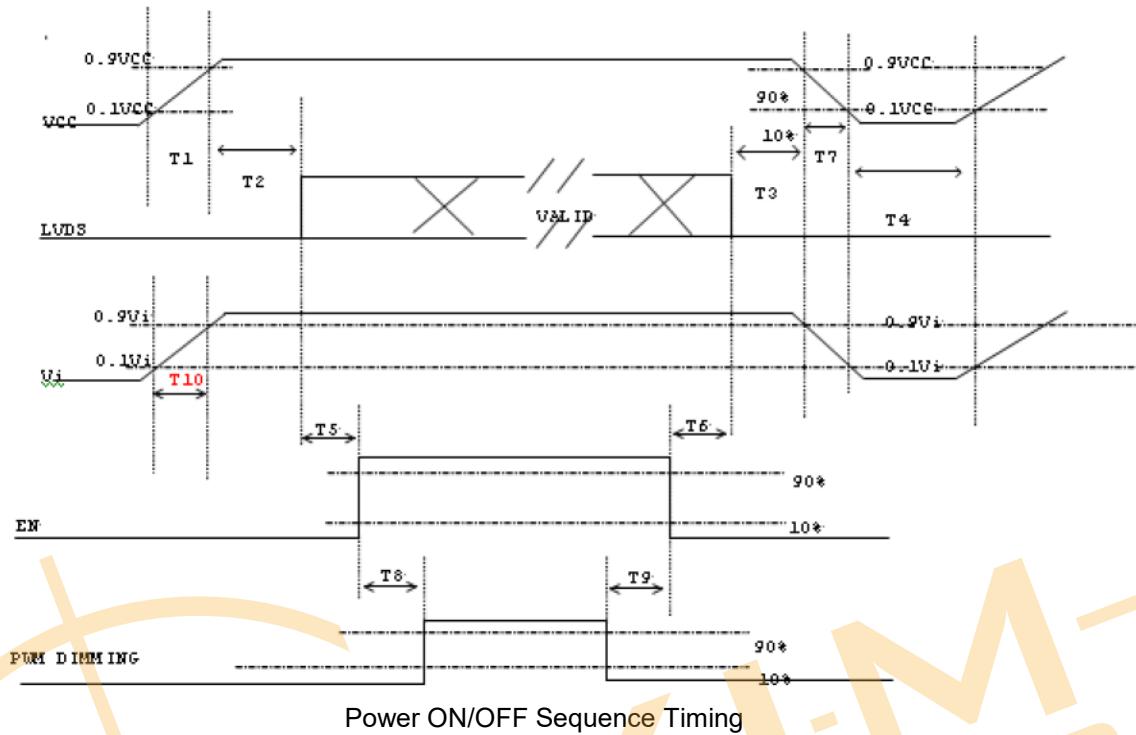 0.9VCC
0.9VCC
90%
0.1VCC
0.1VCC
VCC
10%
T1
T7
T2
T3
VALID
T4
LVDS
0.9Vi
0.9Vi
0.1Vi
0.1Vi
Vi
T10
T5
T6
90%
EN
10%
T8
T9
90%
PWM DIMMING
10%
Power ON/OFF Sequence Timing